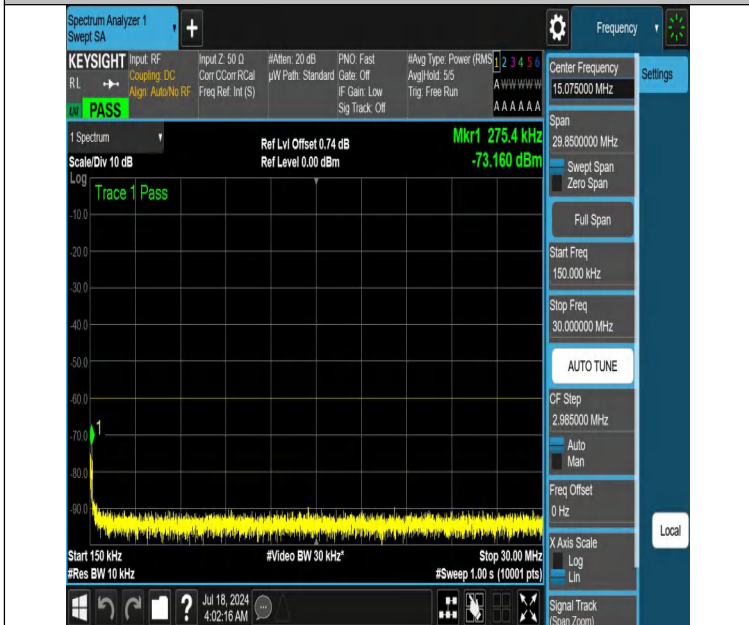 Spectrum Analyzer 1
Swept SA
Frequency
KEYSIGHT
RL
PASS
Input: RF
Coupling: DC
Align: Auto/No RF
Input Z: 50 Ω
Corr CCorr RCal
Freq Ref: Int (S)
#Atten: 20 dB
µW Path: Standard
PNO: Fast
Gate: Off
IF Gain: Low
Sig Track: Off
#Avg Type: Power (RMS
Avg|Hold: 5/5
Trig: Free Run
1 2 3 4 5 6
A W W W W W
A A A A A A
1 Spectrum
Scale/Div 10 dB
Ref Lvl Offset 0.74 dB
Ref Level 0.00 dBm
Mkr1 275.4 kHz
-73.160 dBm
Log
Trace 1 Pass
-10.0
-20.0
-30.0
-40.0
-50.0
-60.0
-70.0
-80.0
-90.0
1
Start 150 kHz
#Res BW 10 kHz
#Video BW 30 kHz*
Stop 30.00 MHz
#Sweep 1.00 s (10001 pts)
Jul 18, 2024
4:02:16 AM
Settings
Center Frequency
15.075000 MHz
Span
29.8500000 MHz
Swept Span
Zero Span
Full Span
Start Freq
150.000 kHz
Stop Freq
30.000000 MHz
AUTO TUNE
CF Step
2.985000 MHz
Auto
Man
Freq Offset
0 Hz
X Axis Scale
Log
Lin
Signal Track
(Span Zoom)
Local